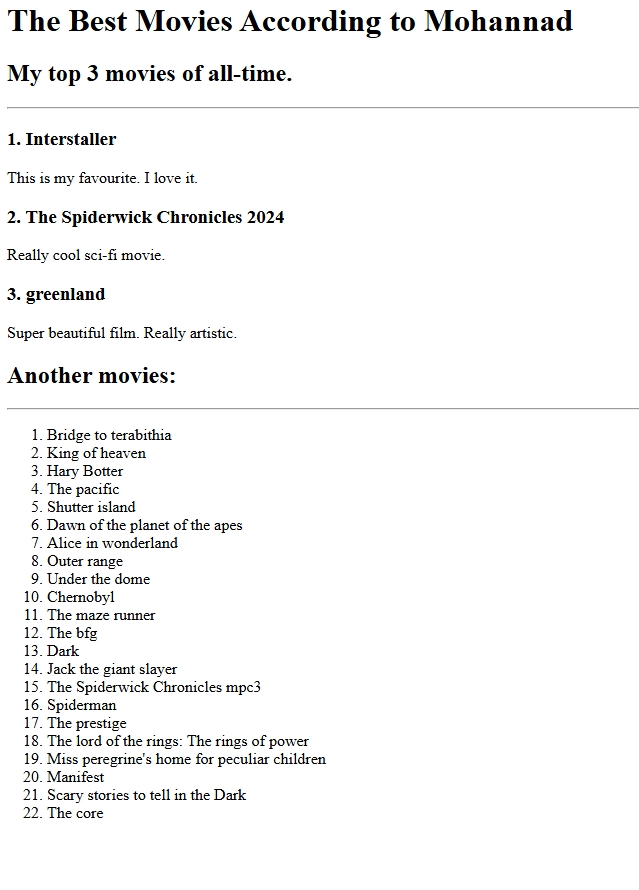 The Best Movies According to Mohannad
My top 3 movies of all-time.
1. Interstaller
This is my favourite. I love it.
2. The Spiderwick Chronicles 2024
Really cool sci-fi movie.
3. greenland
Super beautiful film. Really artistic.
Another movies:
1. Bridge to terabithia
2. King of heaven
3. Hary Botter
4. The pacific
5. Shutter island
6. Dawn of the planet of the apes
7. Alice in wonderland
8. Outer range
9. Under the dome
10. Chernobyl
11. The maze runner
12. The bfg
13. Dark
14. Jack the giant slayer
15. The Spiderwick Chronicles mpc3
16. Spiderman
17. The prestige
18. The lord of the rings: The rings of power
19. Miss peregrine's home for peculiar children
20. Manifest
21. Scary stories to tell in the Dark
22. The core